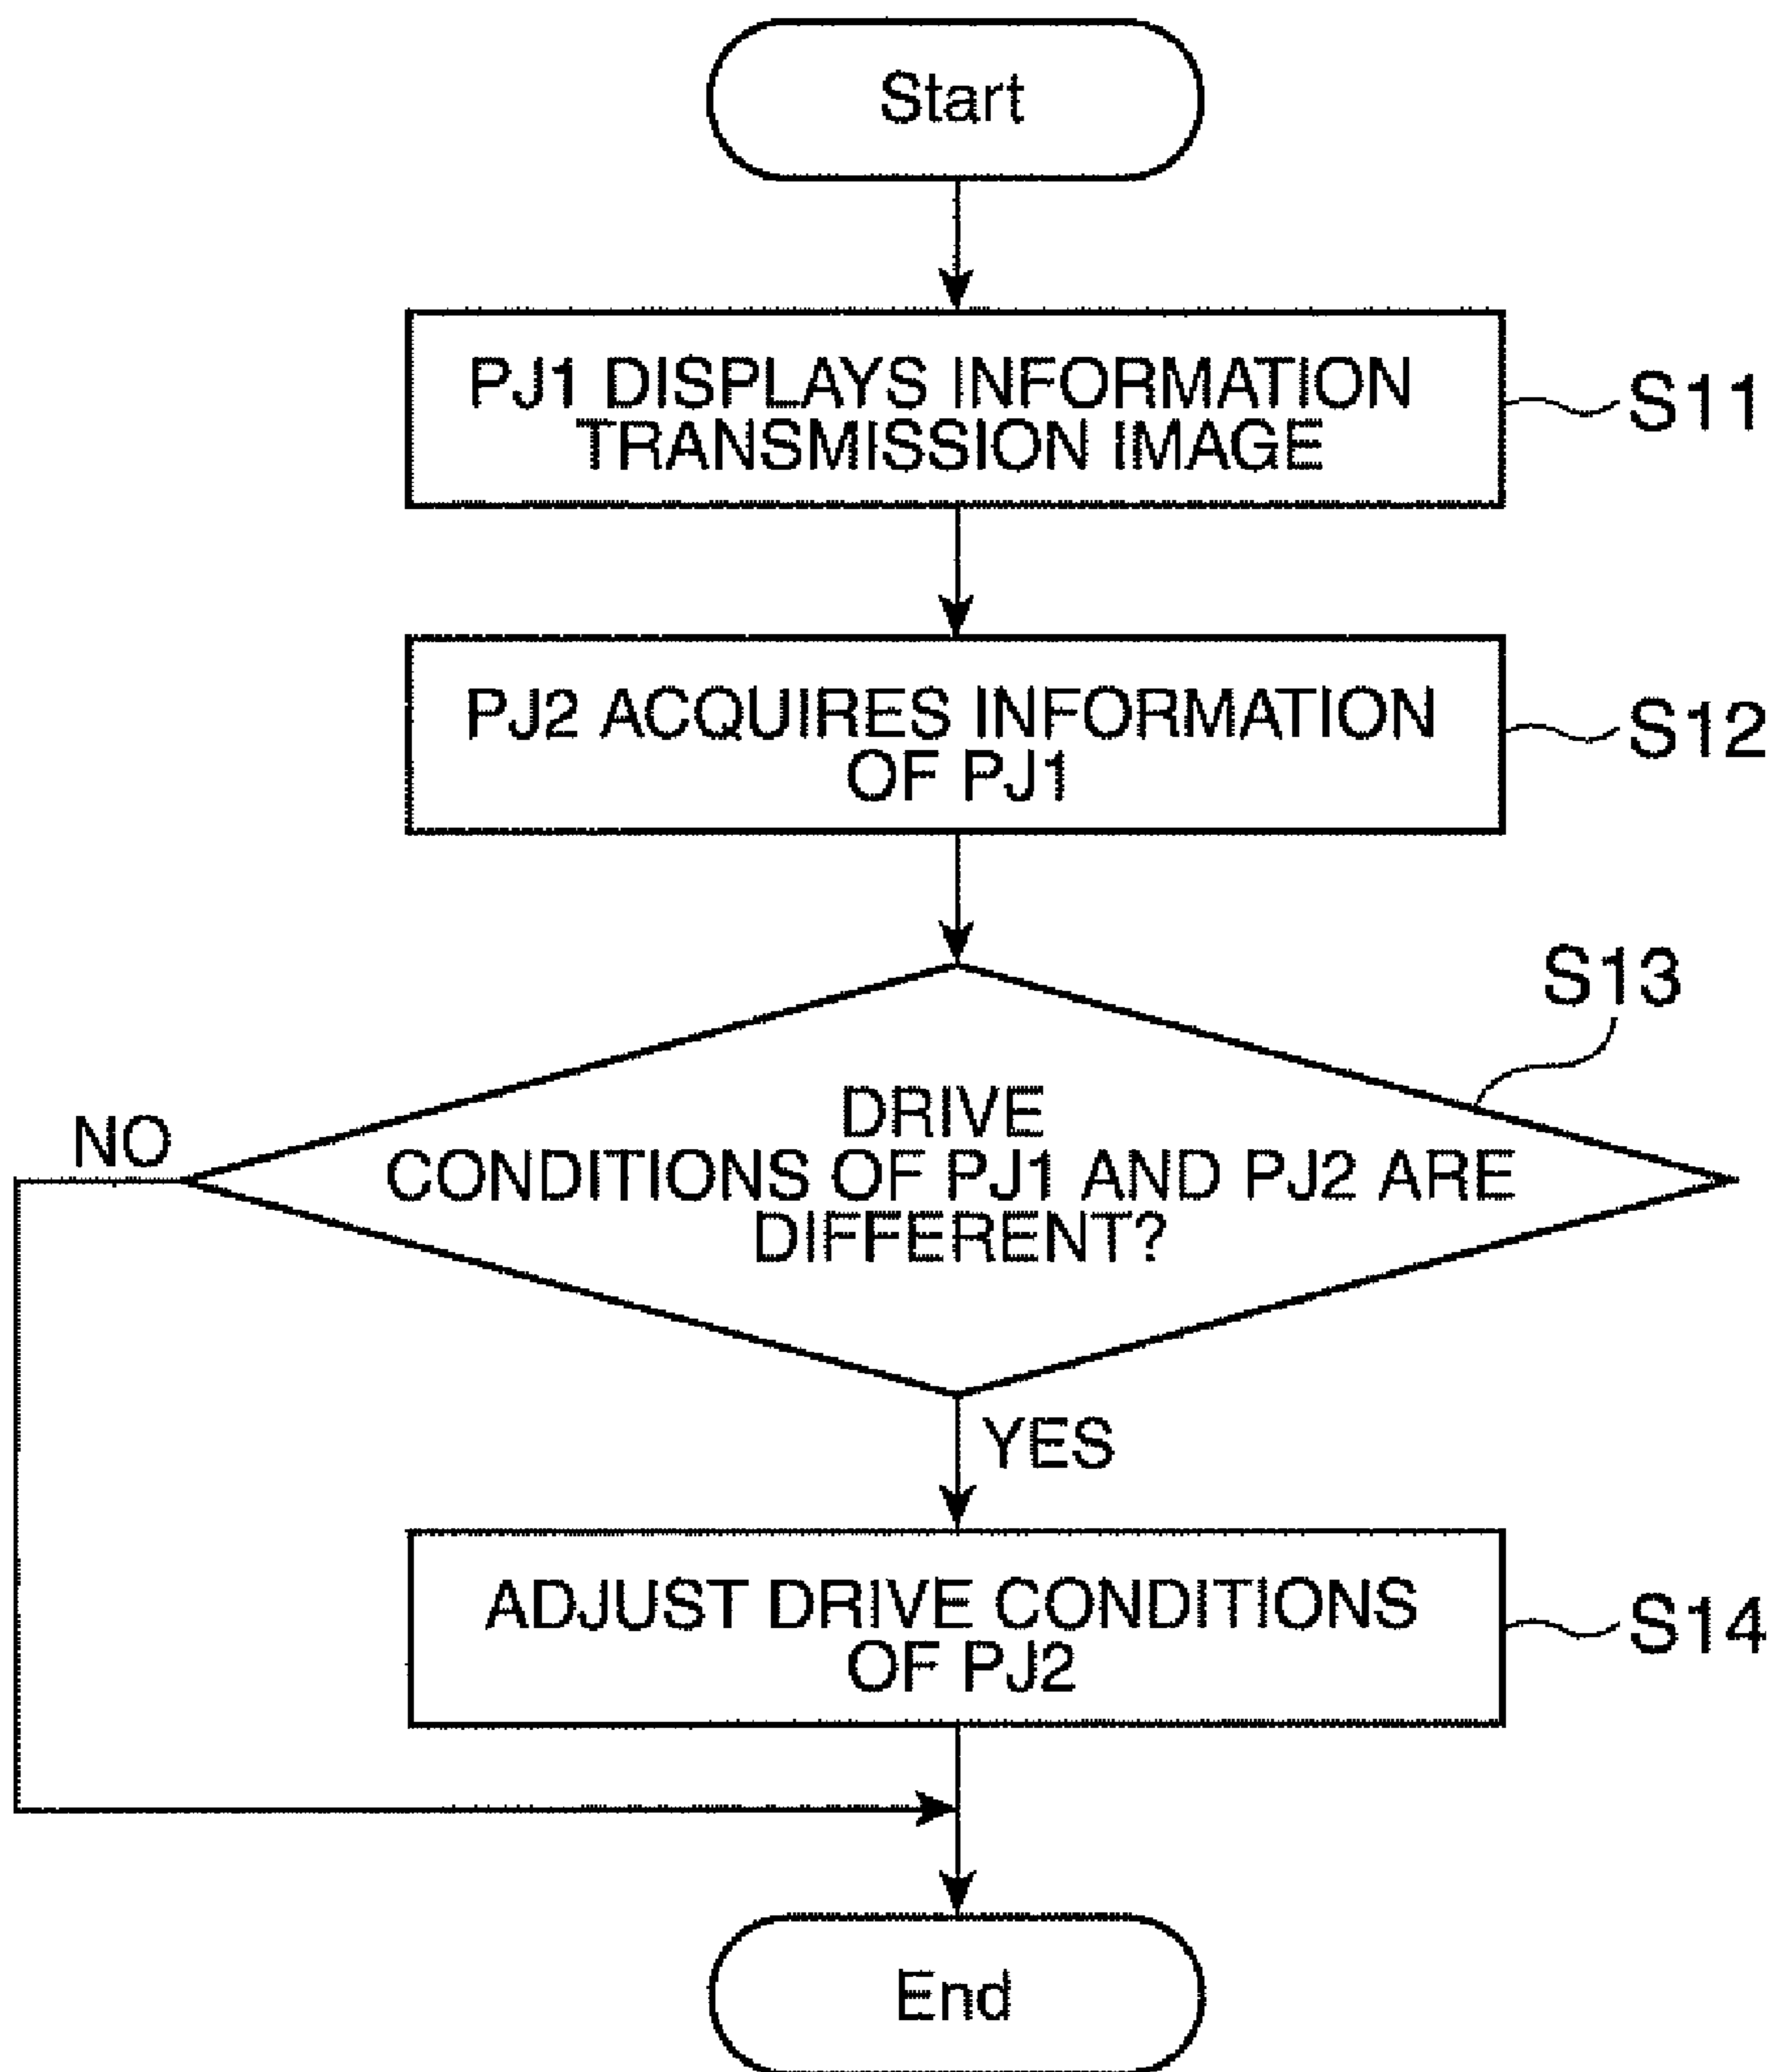 Start
PJ1 DISPLAYS INFORMATION
TRANSMISSION IMAGE
S11
PJ2 ACQUIRES INFORMATION
OF PJ1
S12
S13
DRIVE
CONDITIONS OF PJ1 AND PJ2 ARE
DIFFERENT?
NO
YES
ADJUST DRIVE CONDITIONS
OF PJ2
S14
End